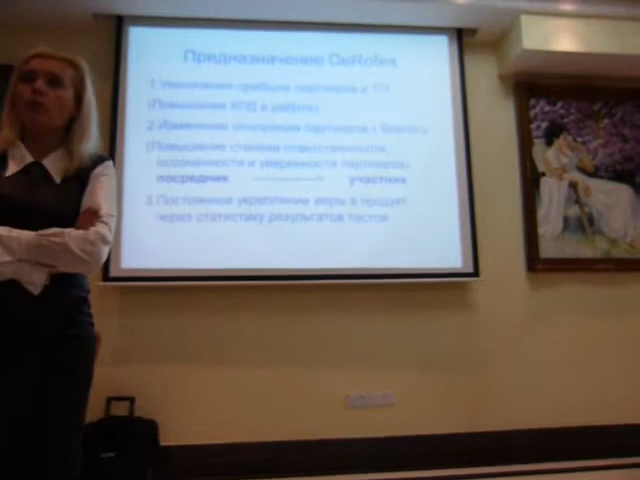 Предназначение DeRofes
1.Увеличение прибыли партнеров и ТП
(Повышение КПД в работе)
2.Изменение отношения партнеров к бизнесу
(Повышение степени ответственности,
осознанности и уверенности партнеров)
посредник участник
3.Постоянное укрепление веры в продукт
через статистику результатов тестов